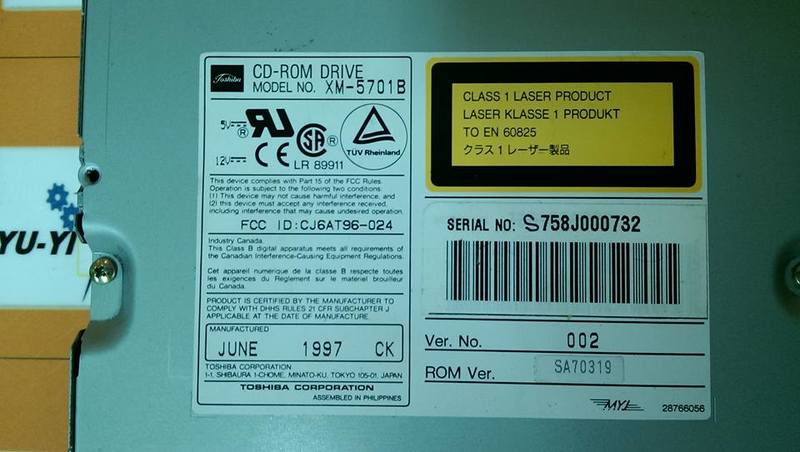 Toshiba
CD-ROM DRIVE
MODEL NO. XM-5701B
5V
12V
®
SA
®
LR 89911
TÜV Rheinland
This device complies with Part 15 of the FCC Rules.
Operation is subject to the following two conditions:
(1) This device may not cause harmful interference, and
(2) this device must accept any interference received,
including interference that may cause undesired operation.
FCC ID:CJ6AT96-024
Industry Canada.
This Class B digital apparatus meets all requirements of
the Canadian Interference-Causing Equipment Regulations.
Cet appareil numerique de la classe B respecte toutes
les exigences du Reglement sur le materiel brouilleur
du Canada.
PRODUCT IS CERTIFIED BY THE MANUFACTURER TO
COMPLY WITH DHHS RULES 21 CFR SUBCHAPTER J
APPLICABLE AT THE DATE OF MANUFACTURE.
MANUFACTURED
JUNE 1997 CK
TOSHIBA CORPORATION
1-1, SHIBAURA 1-CHOME, MINATO-KU, TOKYO 105-01, JAPAN
TOSHIBA CORPORATION
ASSEMBLED IN PHILIPPINES
CLASS 1 LASER PRODUCT
LASER KLASSE 1 PRODUKT
TO EN 60825
クラス1レーザー製品
SERIAL NO: S758J000732
Ver. No. 002
ROM Ver. SA70319
MYL
28766056
YU-YI